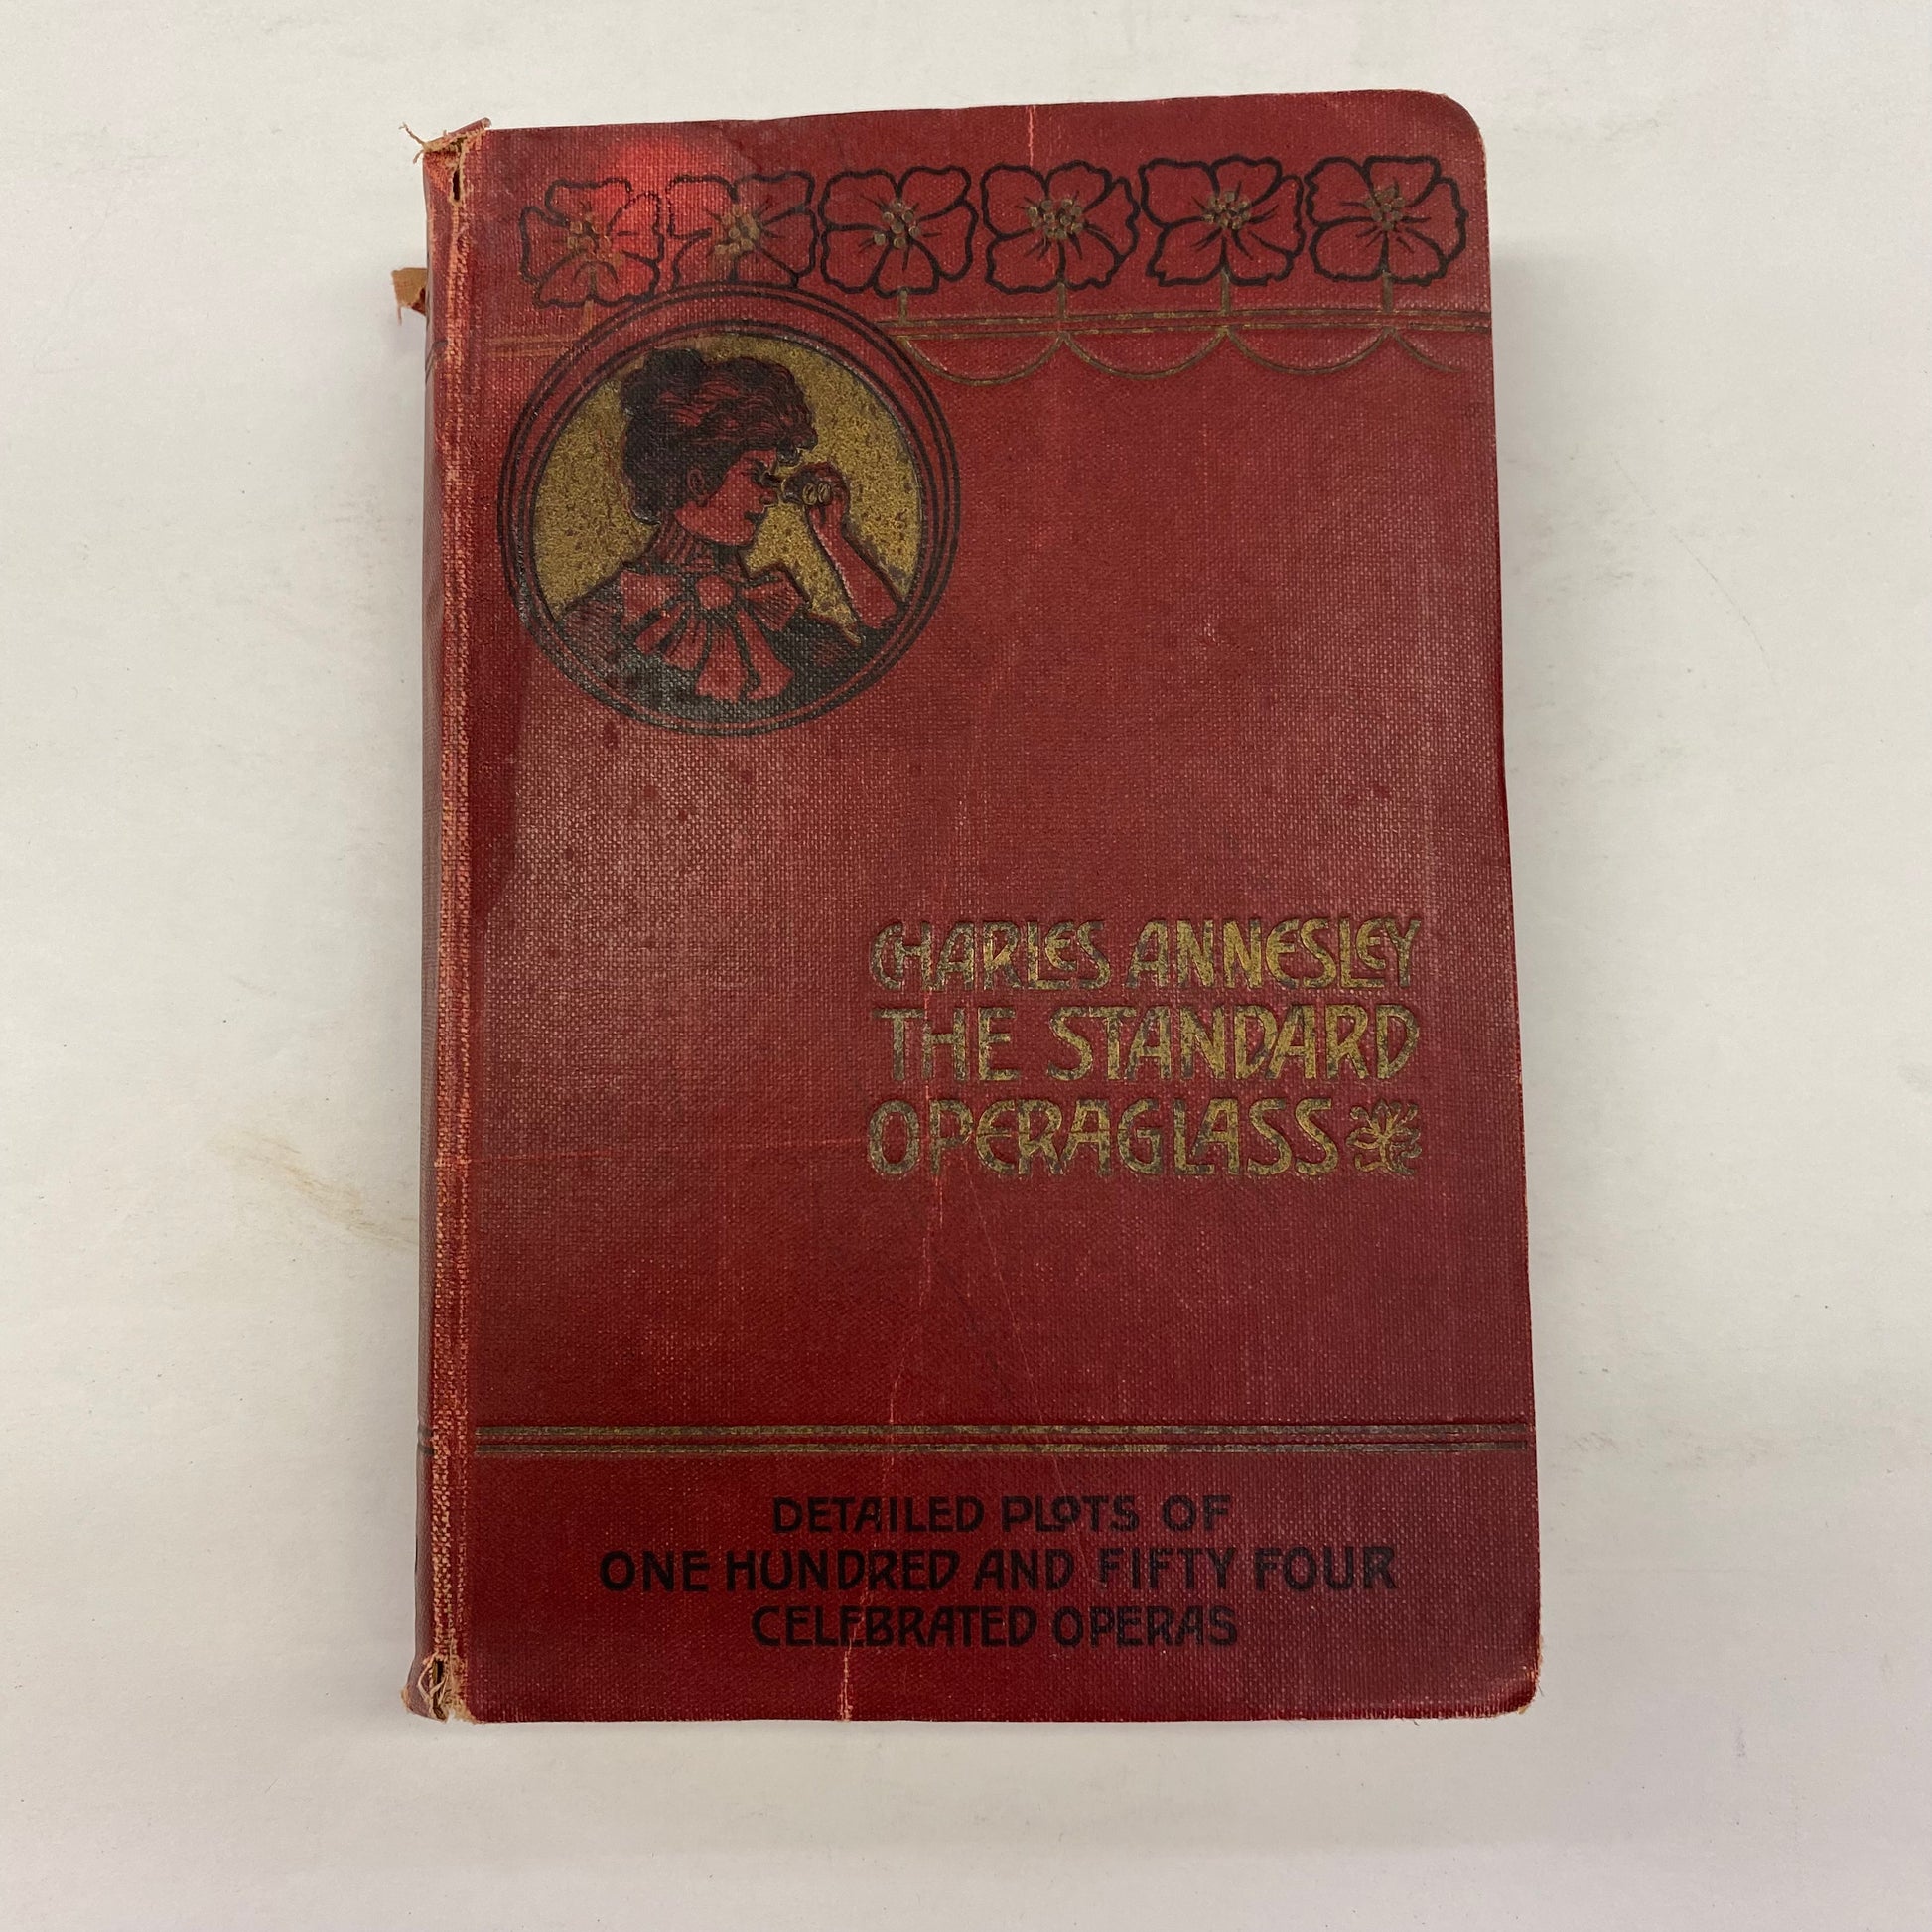 CHARLES ANNESLEY
THE STANDARD
OPERAGLASS
DETAILED PLOTS OF
ONE HUNDRED AND FIFTY FOUR
CELEBRATED OPERAS